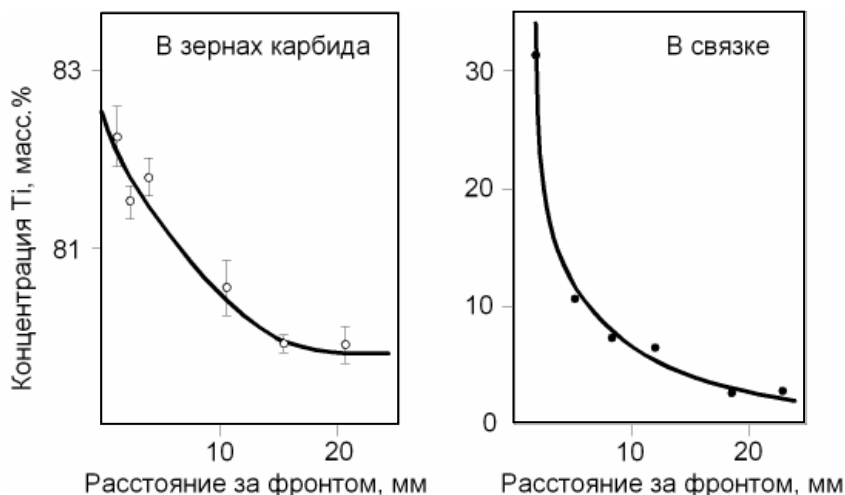 В зернах карбида
83
81
Концентрация Ti, масс.%
10
20
Расстояние за фронтом, мм
В связке
30
20
10
0
10
20
Расстояние за фронтом, мм